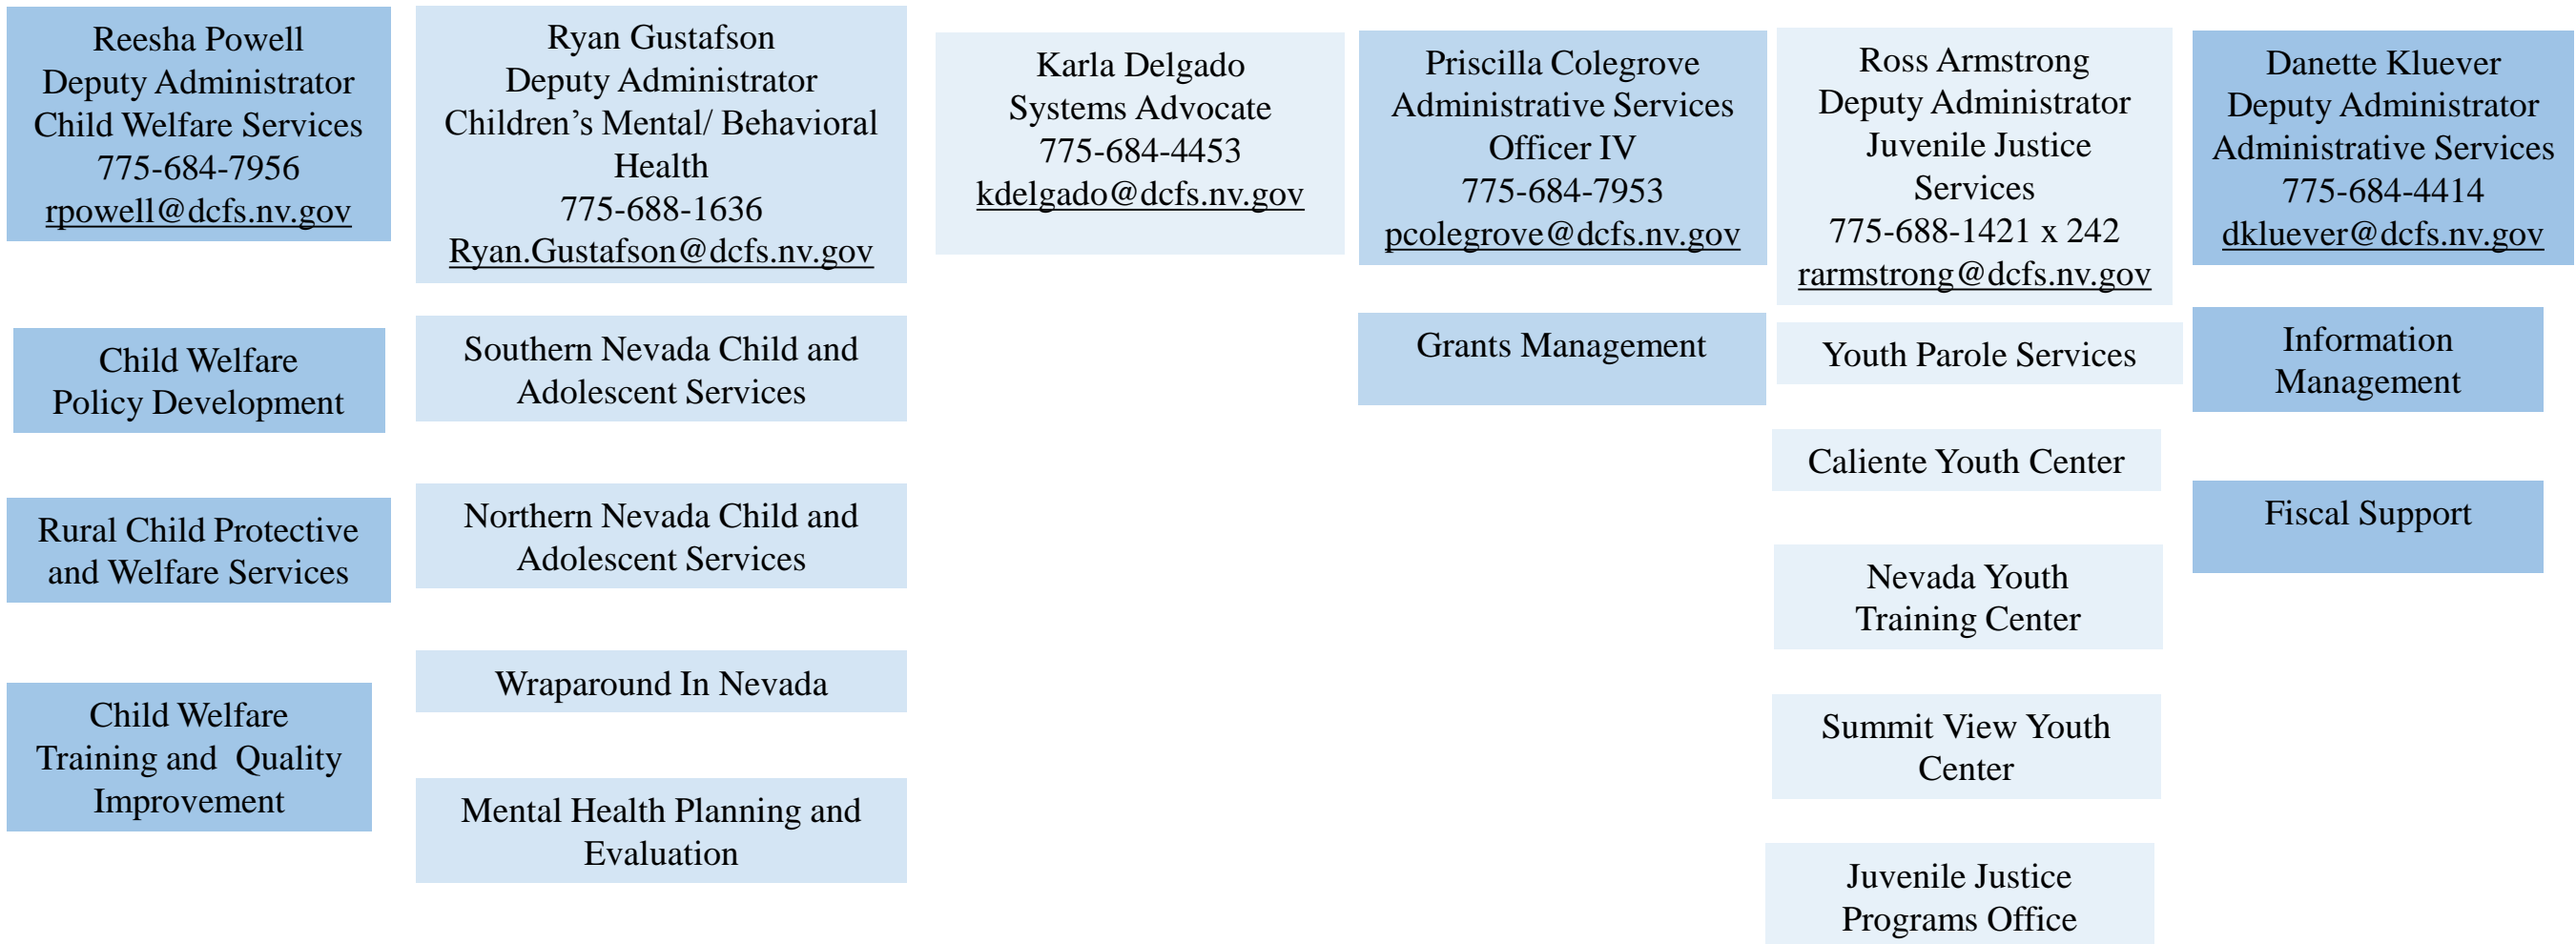 Reesha Powell
Deputy Administrator
Child Welfare Services
775-684-7956
rpowell@dcfs.nv.gov
Child Welfare
Policy Development
Rural Child Protective
and Welfare Services
Child Welfare
Training and Quality
Improvement
Ryan Gustafson
Deputy Administrator
Children’s Mental/ Behavioral
Health
775-688-1636
Ryan.Gustafson@dcfs.nv.gov
Southern Nevada Child and
Adolescent Services
Northern Nevada Child and
Adolescent Services
Wraparound In Nevada
Mental Health Planning and
Evaluation
Karla Delgado
Systems Advocate
775-684-4453
kdelgado@dcfs.nv.gov
Priscilla Colegrove
Administrative Services
Officer IV
775-684-7953
pcolegrove@dcfs.nv.gov
Grants Management
Ross Armstrong
Deputy Administrator
Juvenile Justice
Services
775-688-1421 x 242
rarmstrong@dcfs.nv.gov
Youth Parole Services
Caliente Youth Center
Nevada Youth
Training Center
Summit View Youth
Center
Juvenile Justice
Programs Office
Danette Kluever
Deputy Administrator
Administrative Services
775-684-4414
dkluever@dcfs.nv.gov
Information
Management
Fiscal Support